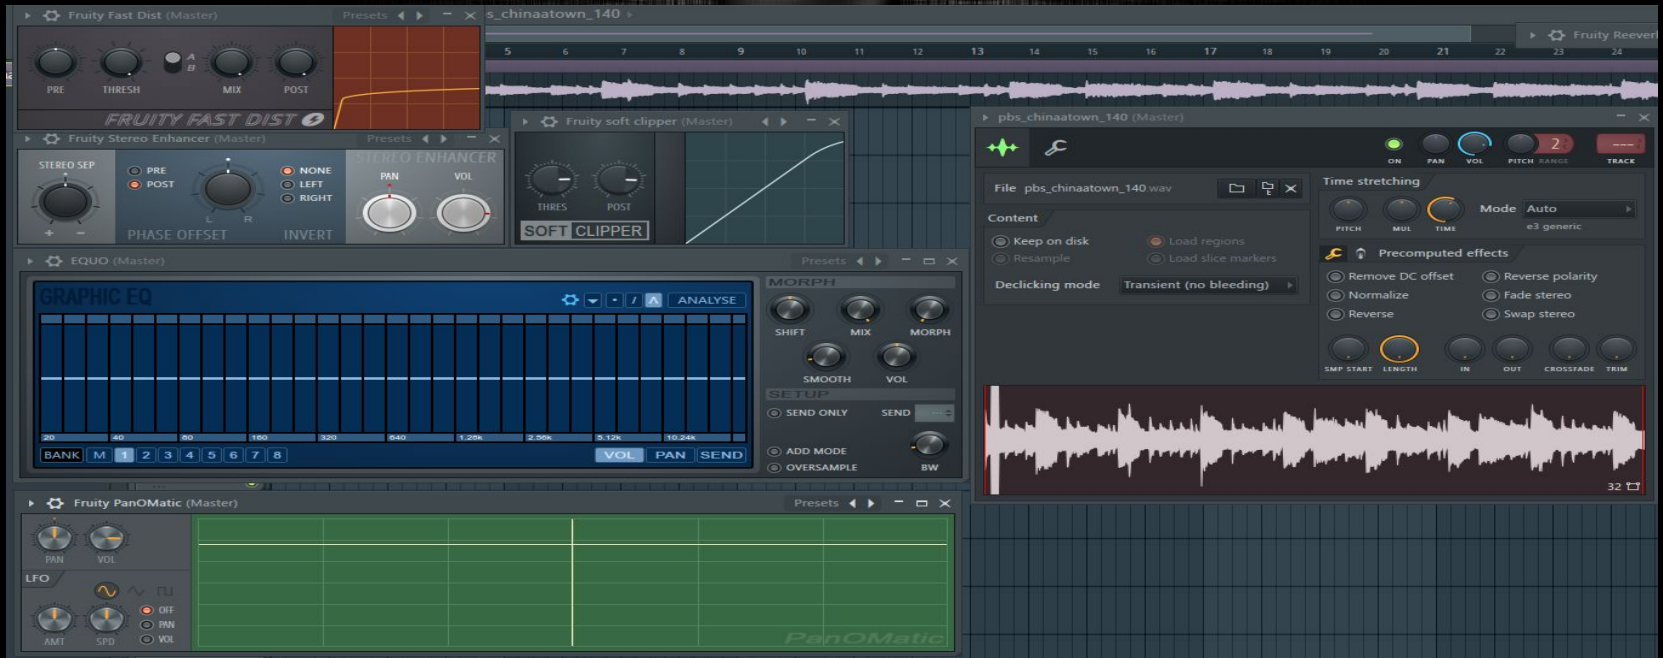 Fruity Fast Dist (Master) Presets
PRE THRESH A B MIX POST
FRUITY FAST DIST
s_chinaatown_140
5 6 7 8 9 10 11 12 13 14 15 16 17 18 19 20 21 22 23 24
Fruity Reever
Fruity Stereo Enhancer (Master) Presets
STEREO ENHANCER
STEREO SEP
PRE
POST
L R
PHASE OFFSET
NONE
LEFT
RIGHT
INVERT
PAN VOL
+ -
Fruity soft clipper (Master)
THRES POST
SOFT CLIPPER
EQUO (Master) Presets
GRAPHIC EQ
ANALYSE
20 40 80 160 320 640 1.28k 2.56k 5.12k 10.24k
BANK M 1 2 3 4 5 6 7 8 VOL PAN SEND
MORPH
SHIFT MIX MORPH
SMOOTH VOL
SETUP
SEND ONLY SEND ---
ADD MODE
OVERSAMPLE BW
Fruity PanOMatic (Master) Presets
PAN VOL
LFO
OFF
PAN
VOL
AMT SPD
PanOMatic
pbs_chinaatown_140 (Master)
ON PAN VOL PITCH RANGE 2 --- TRACK
File pbs_chinaatown_140.wav
Content
Keep on disk Load regions
Resample Load slice markers
Declicking mode Transient (no bleeding)
Time stretching
PITCH MUL TIME
Mode Auto
e3 generic
Precomputed effects
Remove DC offset Reverse polarity
Normalize Fade stereo
Reverse Swap stereo
SMP START LENGTH IN OUT CROSSFADE TRIM
32